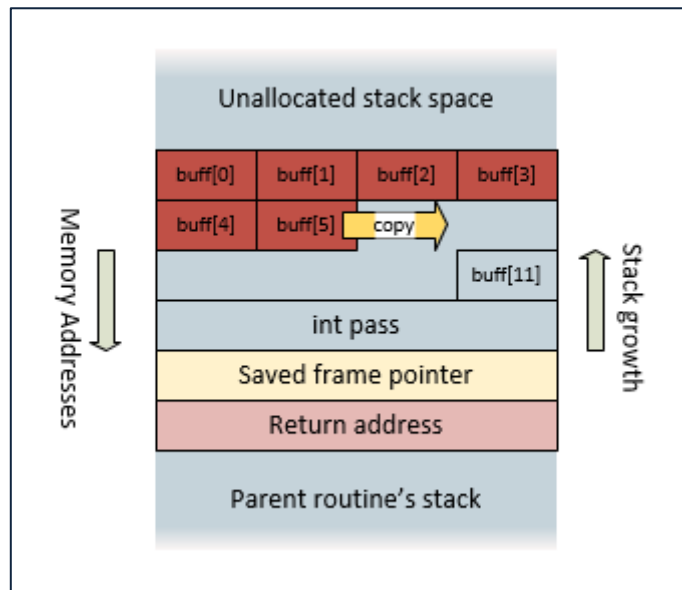 Unallocated stack space
buff[0] buff[1] buff[2] buff[3]
buff[4] buff[5] copy
buff[11]
int pass
Saved frame pointer
Return address
Parent routine's stack
Memory Addresses
Stack growth